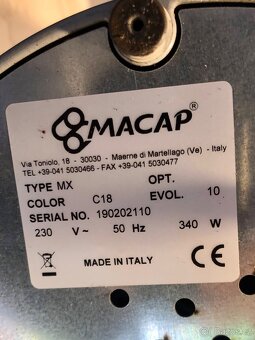 MACAP®
Via Toniolo, 18 - 30030 - Maerne di Martellago (Ve) - Italy
TEL +39-041 5030466 - FAX +39-041 5030477
TYPE MX OPT.
COLOR C18 EVOL. 10
SERIAL NO. 190202110
230 V~ 50 Hz 340 W
MADE IN ITALY CE